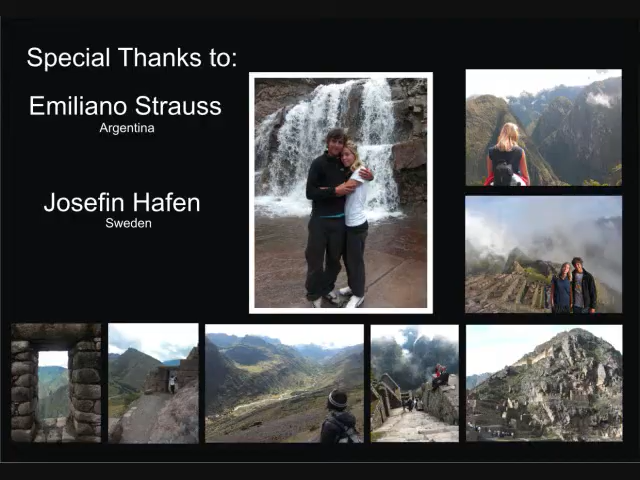 Special Thanks to:
Emiliano Strauss
Argentina
Josefin Hafen
Sweden